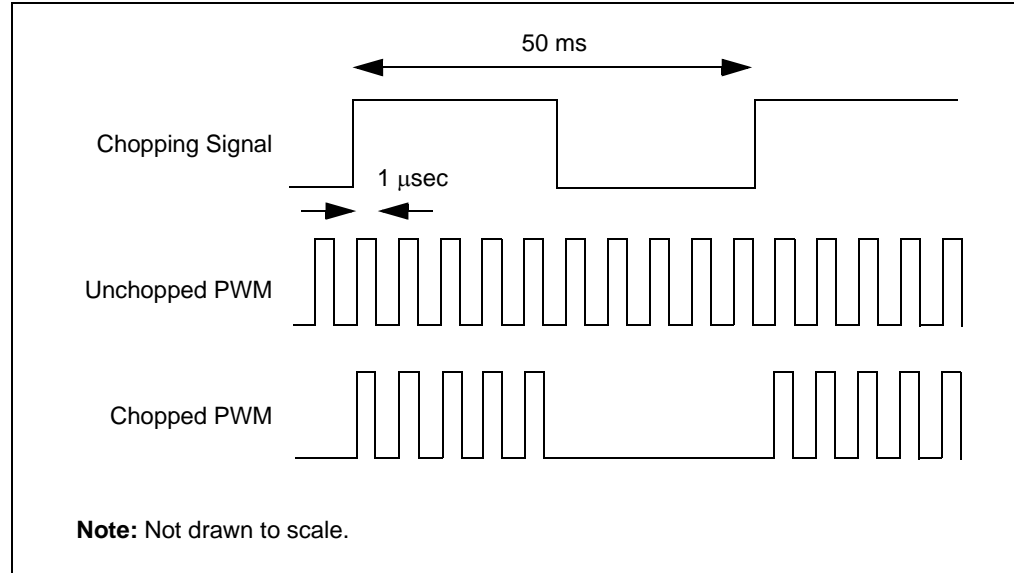 50 ms
Chopping Signal
1 μsec
Unchopped PWM
Chopped PWM
Note: Not drawn to scale.